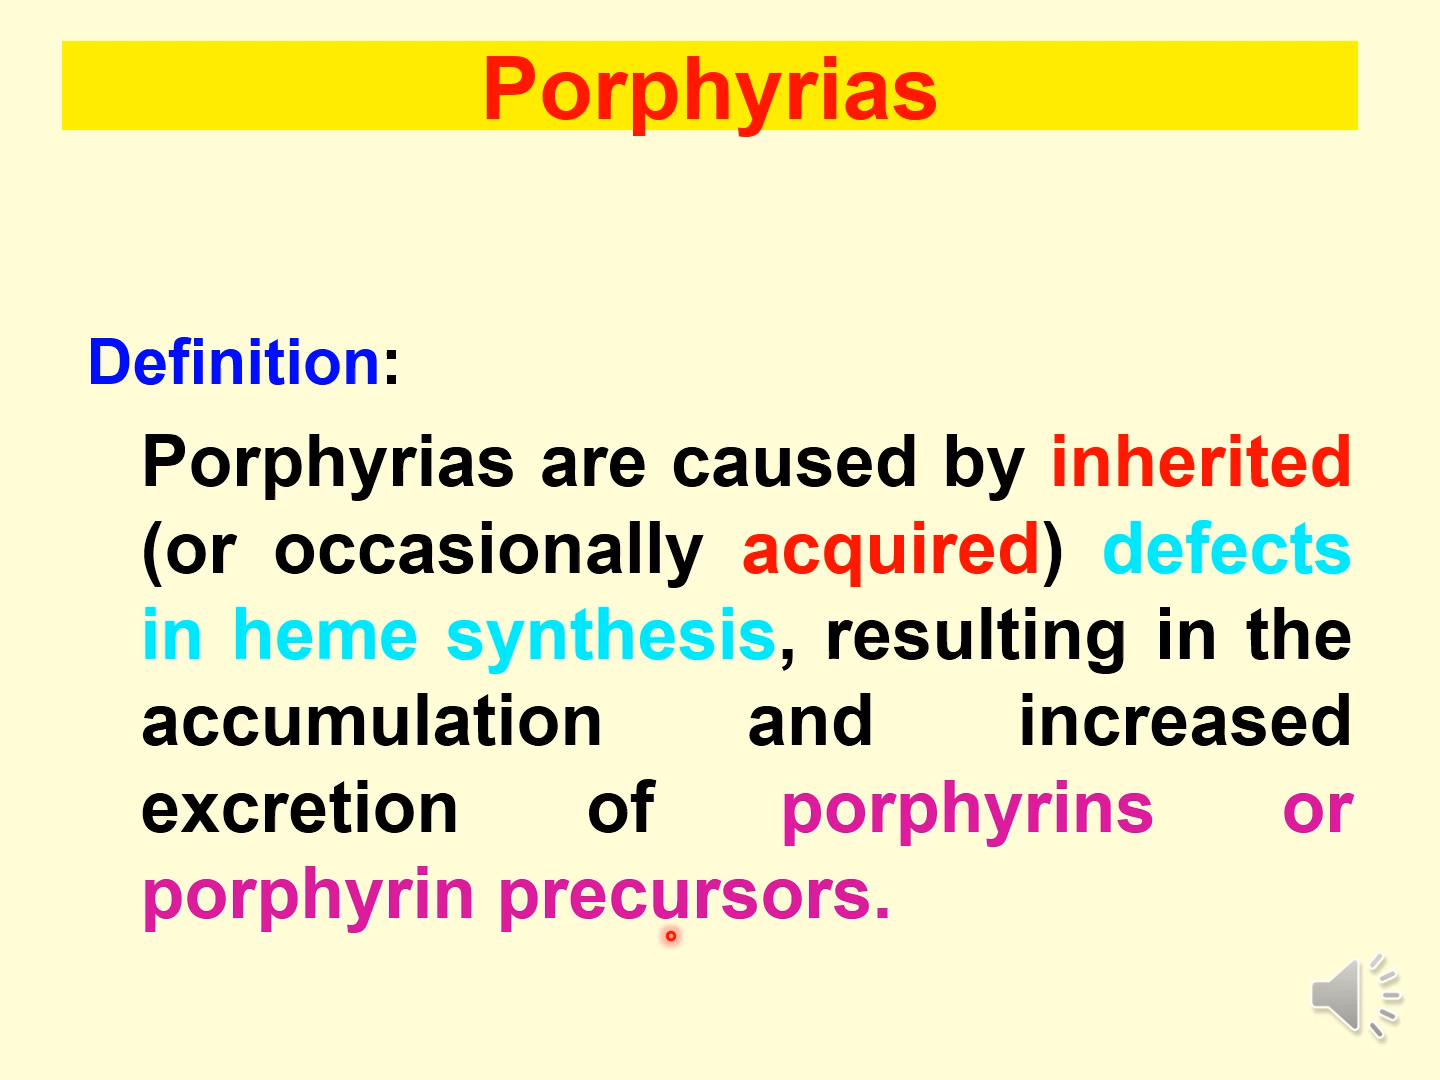 Porphyrias
Definition:
Porphyrias are caused by inherited
(or occasionally acquired) defects
in heme synthesis, resulting in the
accumulation and increased
excretion of porphyrins or
porphyrin precursors.